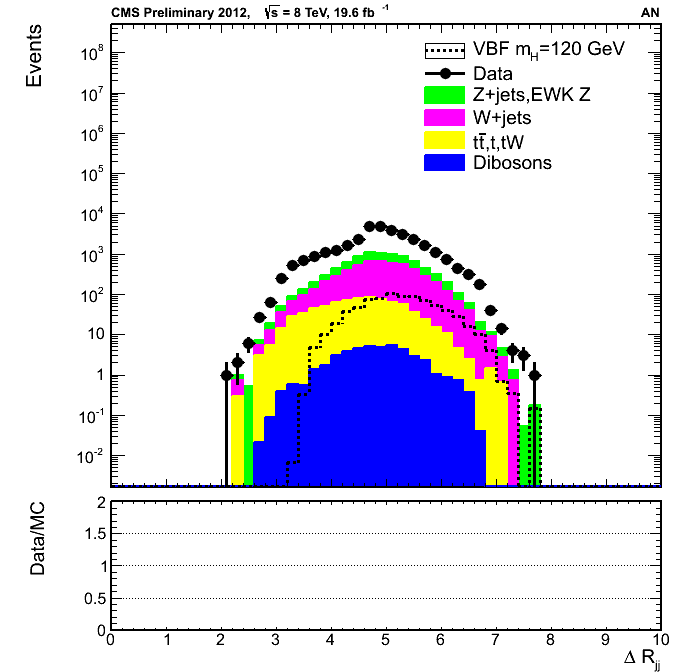 CMS Preliminary 2012, √s = 8 TeV, 19.6 fb⁻¹ AN
Events
10⁸
10⁷
10⁶
10⁵
10⁴
10³
10²
10
1
10⁻¹
10⁻²
VBF m_H=120 GeV
Data
Z+jets,EWK Z
W+jets
tt̄,t,tW
Dibosons
Data/MC
2
1.5
1
0.5
0
0 1 2 3 4 5 6 7 8 9 10
Δ R_jj